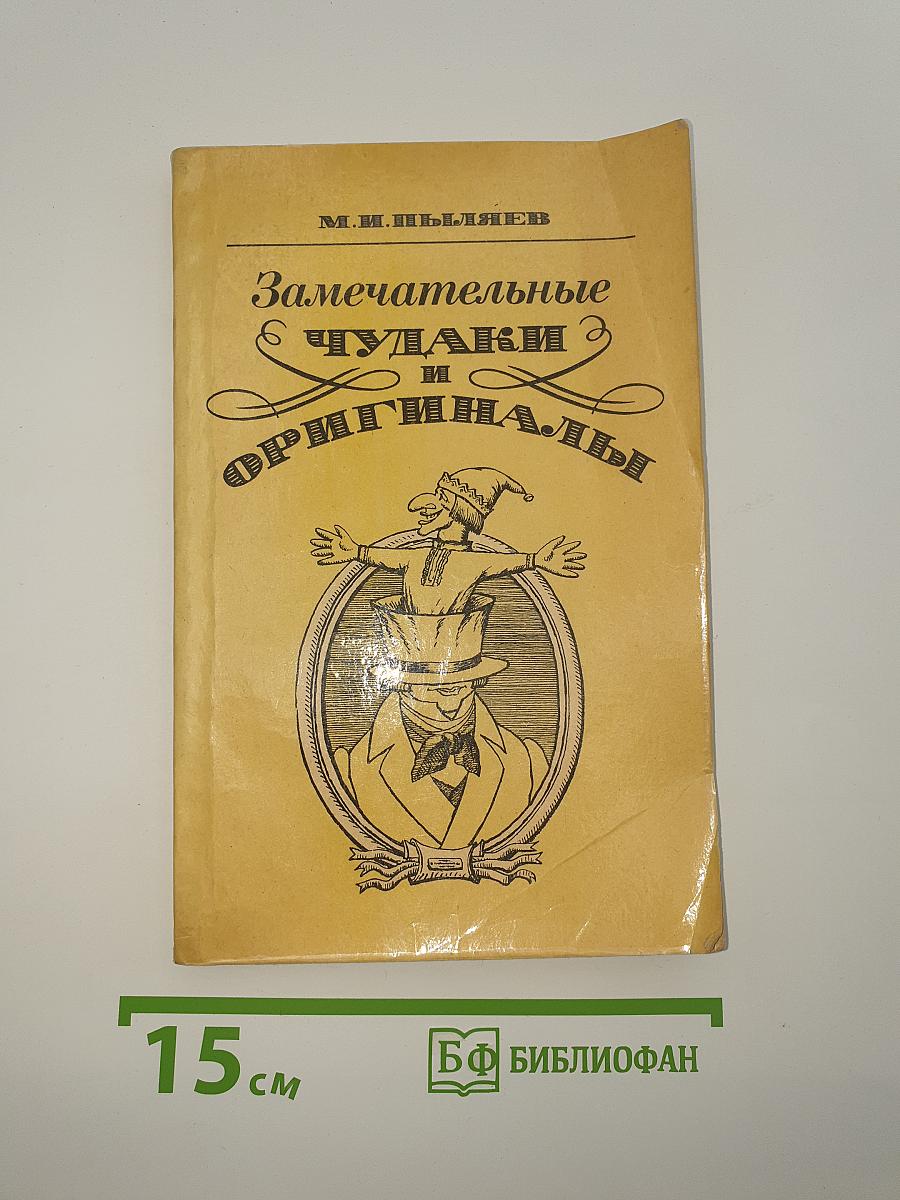 М.И.ПЫЛЯЕВ
Замечательные
ЧУДАКИ
И
ОРИГИНАЛЫ
15 см
БФ БИБЛИОФАН